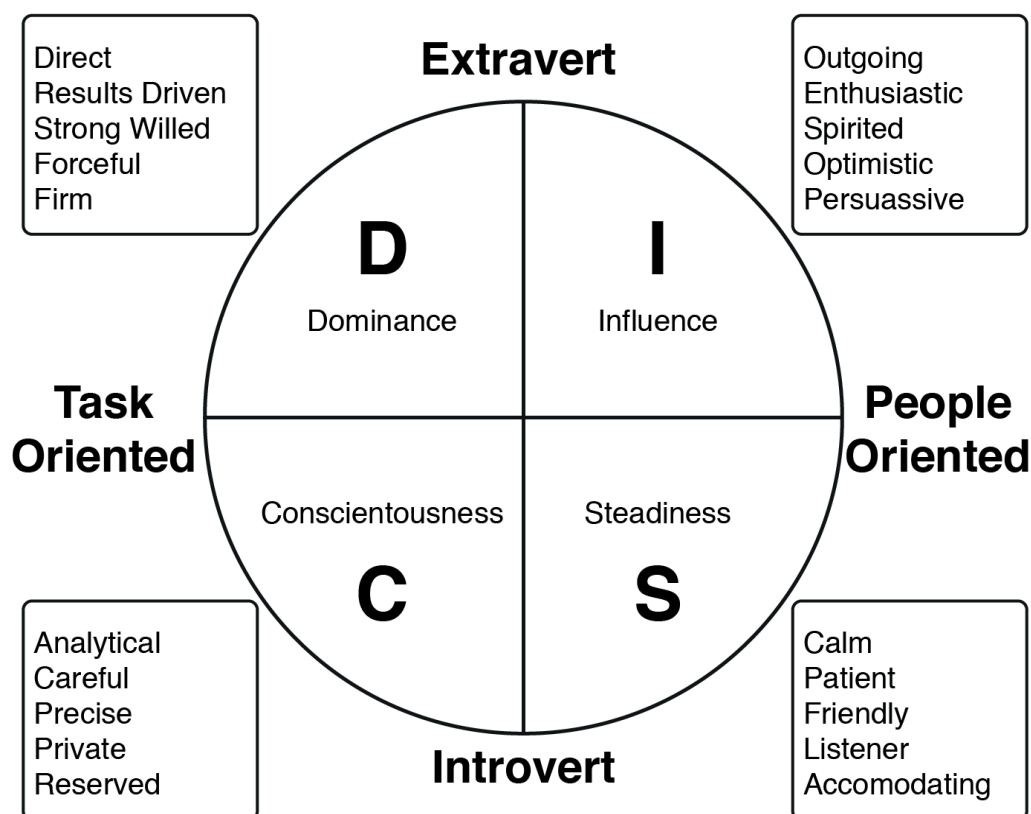 Direct
Results Driven
Strong Willed
Forceful
Firm
Extravert
Outgoing
Enthusiastic
Spirited
Optimistic
Persuassive
D
Dominance
I
Influence
Task
Oriented
People
Oriented
Conscientousness
C
Steadiness
S
Analytical
Careful
Precise
Private
Reserved
Introvert
Calm
Patient
Friendly
Listener
Accomodating